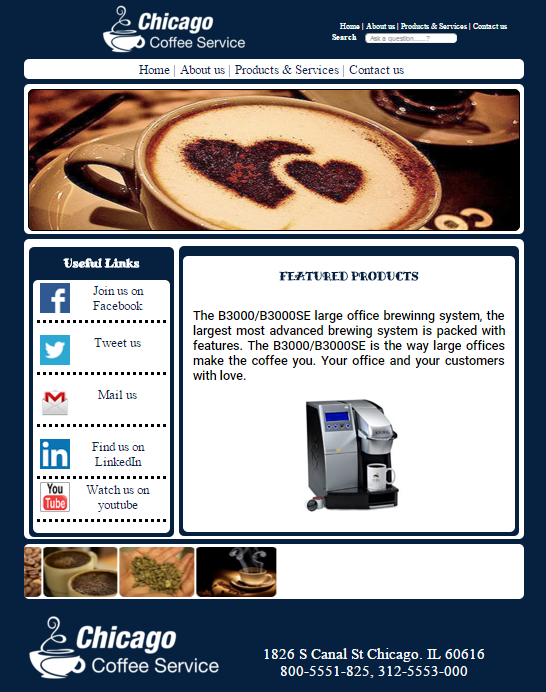 Chicago
Coffee Service
Home | About us | Products & Services | Contact us
Search Ask a question.......?
Home | About us | Products & Services | Contact us
Useful Links
Join us on
Facebook
Tweet us
Mail us
Find us on
LinkedIn
Watch us on
youtube
You
Tube
in
FEATURED PRODUCTS
The B3000/B3000SE large office brewinng system, the
largest most advanced brewing system is packed with
features. The B3000/B3000SE is the way large offices
make the coffee you. Your office and your customers
with love.
Chicago
Coffee Service
1826 S Canal St Chicago. IL 60616
800-5551-825, 312-5553-000